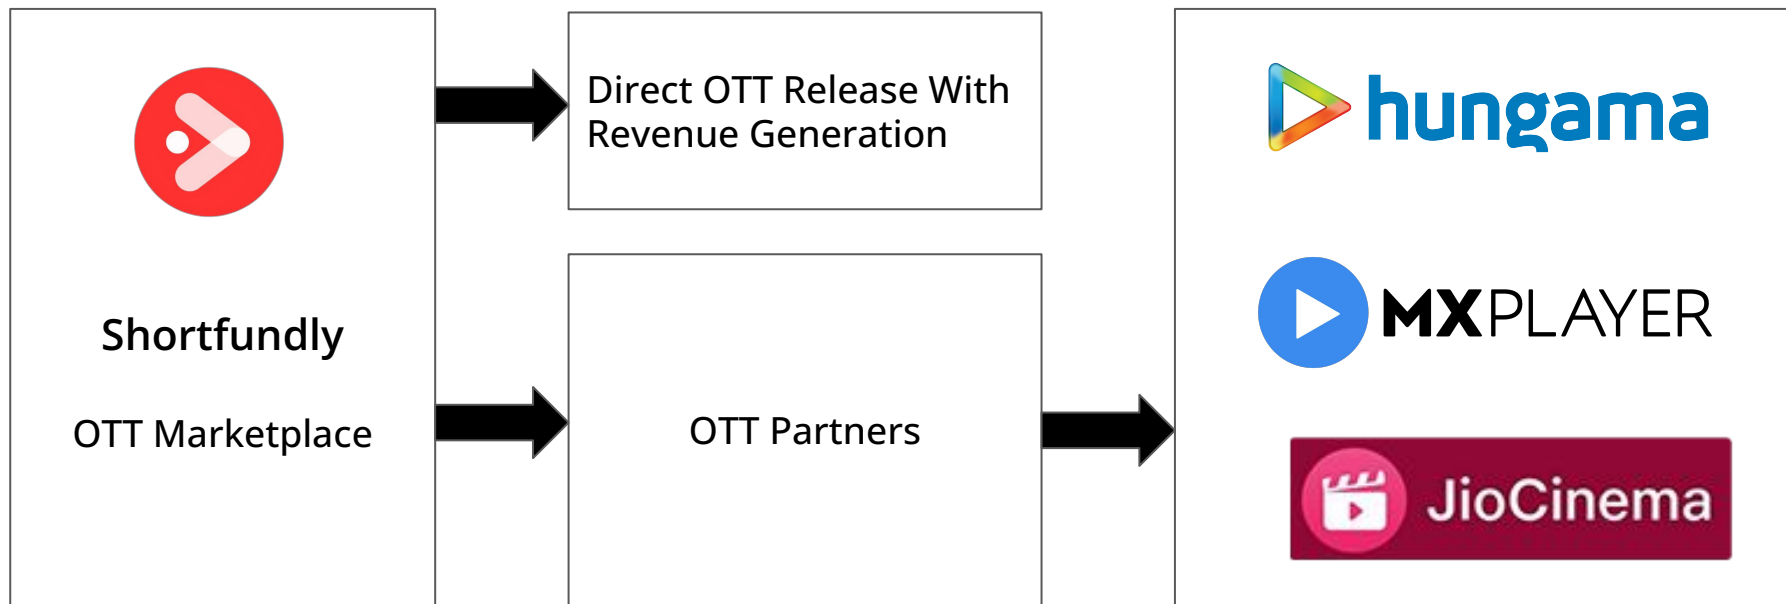 Shortfundly
OTT Marketplace
Direct OTT Release With
Revenue Generation
OTT Partners
hungama
MXPLAYER
JioCinema